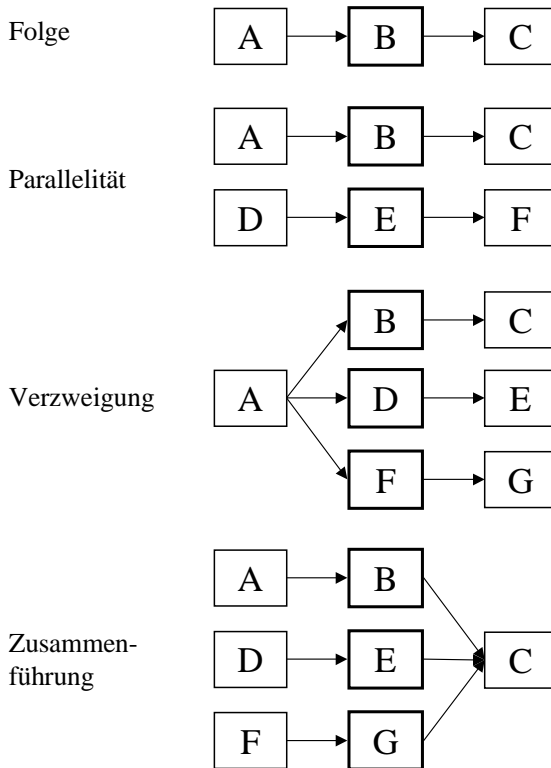 Folge
A B C
A B C
Parallelität
D E F
B C
Verzweigung A D E
F G
A B
Zusammen-
führung
D E C
F G